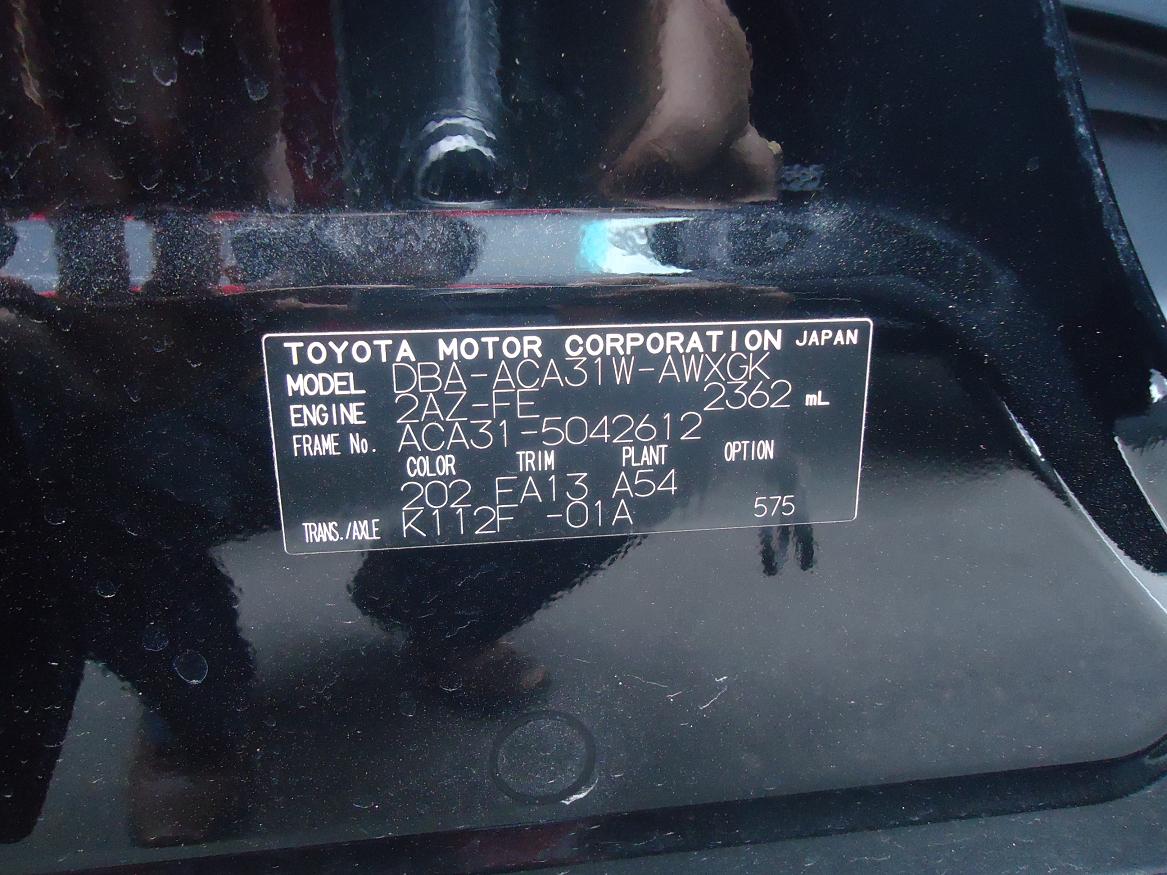 TOYOTA MOTOR CORPORATION JAPAN
MODEL DBA-ACA31W-AWXGK
ENGINE 2AZ-FE 2362 mL
FRAME No. ACA31-5042612
COLOR TRIM PLANT OPTION
202 FA13 A54
TRANS./AXLE K112F -01A 575